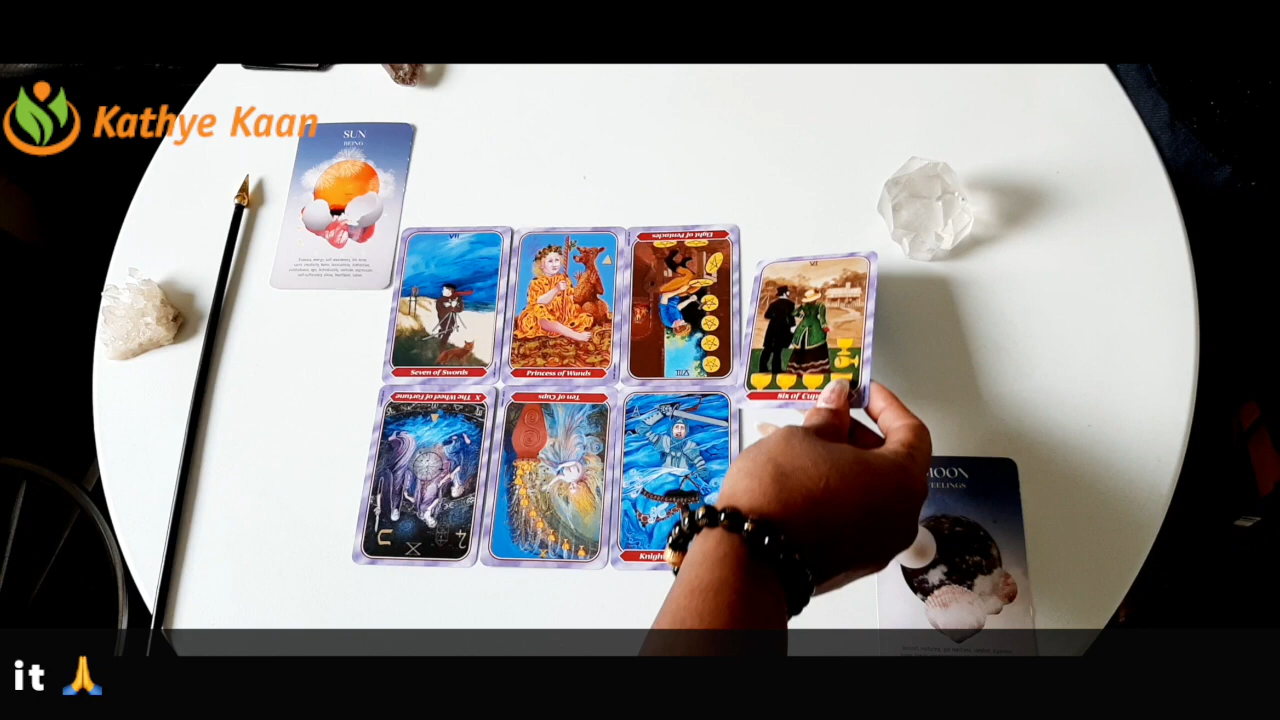 Kathye Kaan
SUN
BEING
VII
Seven of Swords
Princess of Wands
Eight of Pentacles
VIII
VI
Six of Cups
X The Wheel of Fortune
Ten of Cups
Knigh
MOON
FEELINGS
it 🙏